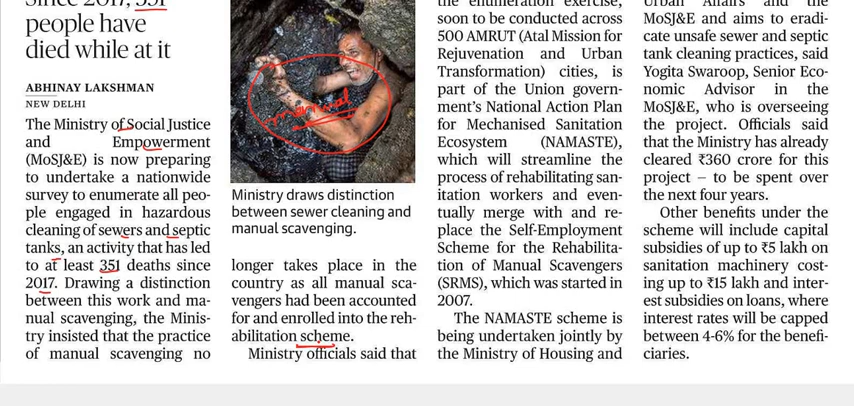 Since 2017, 351
people have
died while at it
ABHINAY LAKSHMAN
NEW DELHI
The Ministry of Social Justice
and Empowerment
(MoSJ&E) is now preparing
to undertake a nationwide
survey to enumerate all peo-
ple engaged in hazardous
cleaning of sewers and septic
tanks, an activity that has led
to at least 351 deaths since
2017. Drawing a distinction
between this work and ma-
nual scavenging, the Minis-
try insisted that the practice
of manual scavenging no
manual
Ministry draws distinction
between sewer cleaning and
manual scavenging.
longer takes place in the
country as all manual sca-
vengers had been accounted
for and enrolled into the reh-
abilitation scheme.
Ministry officials said that
the enumeration exercise,
soon to be conducted across
500 AMRUT (Atal Mission for
Rejuvenation and Urban
Transformation) cities, is
part of the Union govern-
ment's National Action Plan
for Mechanised Sanitation
Ecosystem (NAMASTE),
which will streamline the
process of rehabilitating san-
itation workers and even-
tually merge with and re-
place the Self-Employment
Scheme for the Rehabilita-
tion of Manual Scavengers
(SRMS), which was started in
2007.
The NAMASTE scheme is
being undertaken jointly by
the Ministry of Housing and
Urban Affairs and the
MoSJ&E and aims to eradi-
cate unsafe sewer and septic
tank cleaning practices, said
Yogita Swaroop, Senior Eco-
nomic Advisor in the
MoSJ&E, who is overseeing
the project. Officials said
that the Ministry has already
cleared ₹360 crore for this
project – to be spent over
the next four years.
Other benefits under the
scheme will include capital
subsidies of up to ₹5 lakh on
sanitation machinery cost-
ing up to ₹15 lakh and inter-
est subsidies on loans, where
interest rates will be capped
between 4-6% for the benefi-
ciaries.